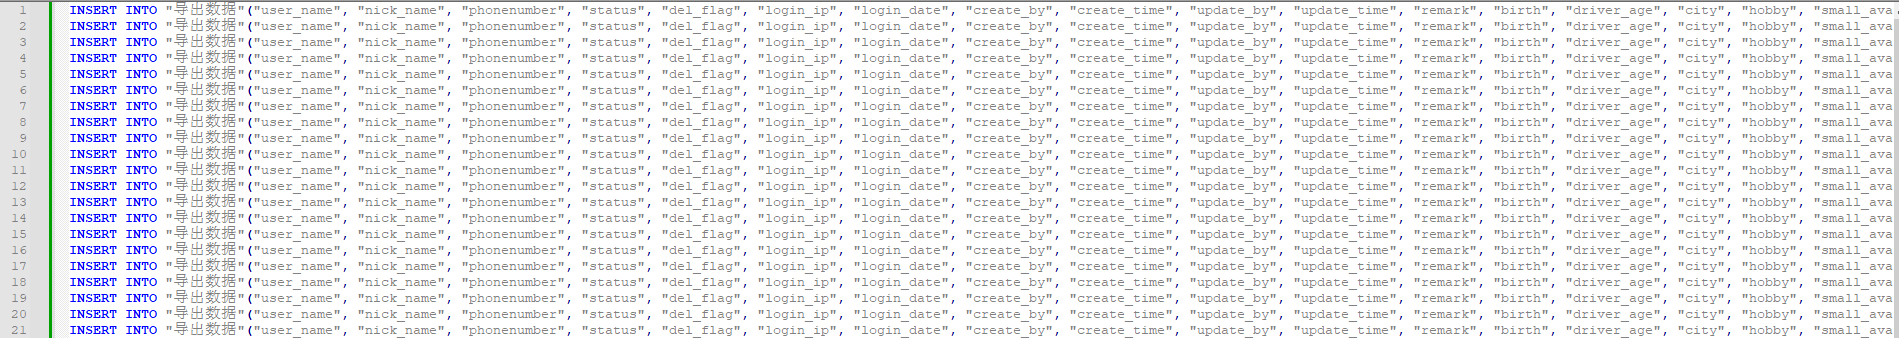 1 INSERT INTO "导出数据"("user_name", "nick_name", "phonenumber", "status", "del_flag", "login_ip", "login_date", "create_by", "create_time", "update_by", "update_time", "remark", "birth", "driver_age", "city", "hobby", "small_ava
2 INSERT INTO "导出数据"("user_name", "nick_name", "phonenumber", "status", "del_flag", "login_ip", "login_date", "create_by", "create_time", "update_by", "update_time", "remark", "birth", "driver_age", "city", "hobby", "small_ava
3 INSERT INTO "导出数据"("user_name", "nick_name", "phonenumber", "status", "del_flag", "login_ip", "login_date", "create_by", "create_time", "update_by", "update_time", "remark", "birth", "driver_age", "city", "hobby", "small_ava
4 INSERT INTO "导出数据"("user_name", "nick_name", "phonenumber", "status", "del_flag", "login_ip", "login_date", "create_by", "create_time", "update_by", "update_time", "remark", "birth", "driver_age", "city", "hobby", "small_ava
5 INSERT INTO "导出数据"("user_name", "nick_name", "phonenumber", "status", "del_flag", "login_ip", "login_date", "create_by", "create_time", "update_by", "update_time", "remark", "birth", "driver_age", "city", "hobby", "small_ava
6 INSERT INTO "导出数据"("user_name", "nick_name", "phonenumber", "status", "del_flag", "login_ip", "login_date", "create_by", "create_time", "update_by", "update_time", "remark", "birth", "driver_age", "city", "hobby", "small_ava
7 INSERT INTO "导出数据"("user_name", "nick_name", "phonenumber", "status", "del_flag", "login_ip", "login_date", "create_by", "create_time", "update_by", "update_time", "remark", "birth", "driver_age", "city", "hobby", "small_ava
8 INSERT INTO "导出数据"("user_name", "nick_name", "phonenumber", "status", "del_flag", "login_ip", "login_date", "create_by", "create_time", "update_by", "update_time", "remark", "birth", "driver_age", "city", "hobby", "small_ava
9 INSERT INTO "导出数据"("user_name", "nick_name", "phonenumber", "status", "del_flag", "login_ip", "login_date", "create_by", "create_time", "update_by", "update_time", "remark", "birth", "driver_age", "city", "hobby", "small_ava
10 INSERT INTO "导出数据"("user_name", "nick_name", "phonenumber", "status", "del_flag", "login_ip", "login_date", "create_by", "create_time", "update_by", "update_time", "remark", "birth", "driver_age", "city", "hobby", "small_ava
11 INSERT INTO "导出数据"("user_name", "nick_name", "phonenumber", "status", "del_flag", "login_ip", "login_date", "create_by", "create_time", "update_by", "update_time", "remark", "birth", "driver_age", "city", "hobby", "small_ava
12 INSERT INTO "导出数据"("user_name", "nick_name", "phonenumber", "status", "del_flag", "login_ip", "login_date", "create_by", "create_time", "update_by", "update_time", "remark", "birth", "driver_age", "city", "hobby", "small_ava
13 INSERT INTO "导出数据"("user_name", "nick_name", "phonenumber", "status", "del_flag", "login_ip", "login_date", "create_by", "create_time", "update_by", "update_time", "remark", "birth", "driver_age", "city", "hobby", "small_ava
14 INSERT INTO "导出数据"("user_name", "nick_name", "phonenumber", "status", "del_flag", "login_ip", "login_date", "create_by", "create_time", "update_by", "update_time", "remark", "birth", "driver_age", "city", "hobby", "small_ava
15 INSERT INTO "导出数据"("user_name", "nick_name", "phonenumber", "status", "del_flag", "login_ip", "login_date", "create_by", "create_time", "update_by", "update_time", "remark", "birth", "driver_age", "city", "hobby", "small_ava
16 INSERT INTO "导出数据"("user_name", "nick_name", "phonenumber", "status", "del_flag", "login_ip", "login_date", "create_by", "create_time", "update_by", "update_time", "remark", "birth", "driver_age", "city", "hobby", "small_ava
17 INSERT INTO "导出数据"("user_name", "nick_name", "phonenumber", "status", "del_flag", "login_ip", "login_date", "create_by", "create_time", "update_by", "update_time", "remark", "birth", "driver_age", "city", "hobby", "small_ava
18 INSERT INTO "导出数据"("user_name", "nick_name", "phonenumber", "status", "del_flag", "login_ip", "login_date", "create_by", "create_time", "update_by", "update_time", "remark", "birth", "driver_age", "city", "hobby", "small_ava
19 INSERT INTO "导出数据"("user_name", "nick_name", "phonenumber", "status", "del_flag", "login_ip", "login_date", "create_by", "create_time", "update_by", "update_time", "remark", "birth", "driver_age", "city", "hobby", "small_ava
20 INSERT INTO "导出数据"("user_name", "nick_name", "phonenumber", "status", "del_flag", "login_ip", "login_date", "create_by", "create_time", "update_by", "update_time", "remark", "birth", "driver_age", "city", "hobby", "small_ava
21 INSERT INTO "导出数据"("user_name", "nick_name", "phonenumber", "status", "del_flag", "login_ip", "login_date", "create_by", "create_time", "update_by", "update_time", "remark", "birth", "driver_age", "city", "hobby", "small_ava